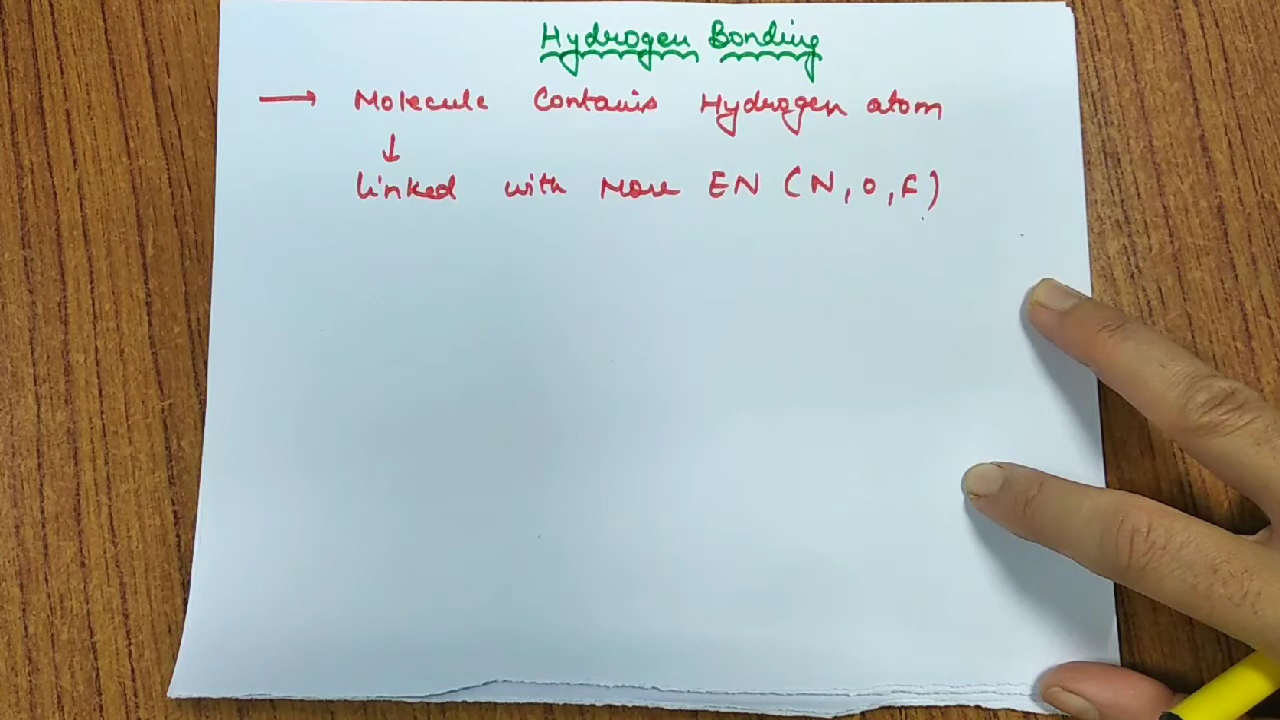 Hydrogen Bonding
→ Molecule Contains Hydrogen atom
↓
linked with More EN (N, O, F)